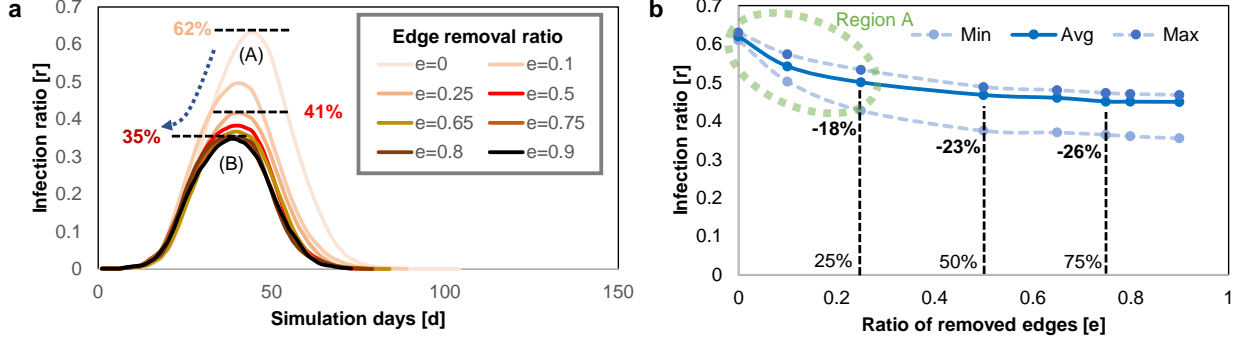 a
Infection ratio [r]
0.7
0.6
0.5
0.4
0.3
0.2
0.1
0
62%
(A)
41%
35%
(B)
Edge removal ratio
e=0 e=0.1
e=0.25 e=0.5
e=0.65 e=0.75
e=0.8 e=0.9
0 50 100 150
Simulation days [d]
b
Infection ratio [r]
0.7
0.6
0.5
0.4
0.3
0.2
0.1
0
Region A
Min Avg Max
-18%
-23%
-26%
25% 50% 75%
0 0.2 0.4 0.6 0.8 1
Ratio of removed edges [e]